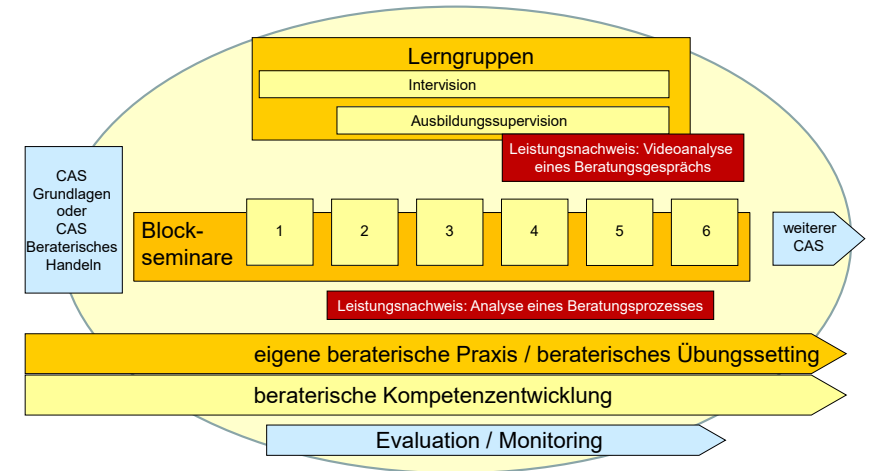 Lerngruppen
Intervision
Ausbildungssupervision
Leistungsnachweis: Videoanalyse
eines Beratungsgesprächs
CAS
Grundlagen
oder
CAS
Beraterisches
Handeln
Block-
seminare
1
2
3
4
5
6
weiterer
CAS
Leistungsnachweis: Analyse eines Beratungsprozesses
eigene beraterische Praxis / beraterisches Übungssetting
beraterische Kompetenzentwicklung
Evaluation / Monitoring